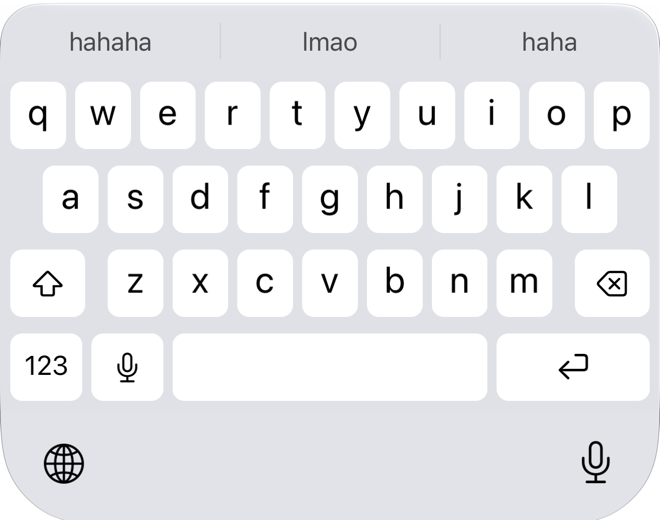 hahaha lmao haha
q w e r t y u i o p
a s d f g h j k l
z x c v b n m
123